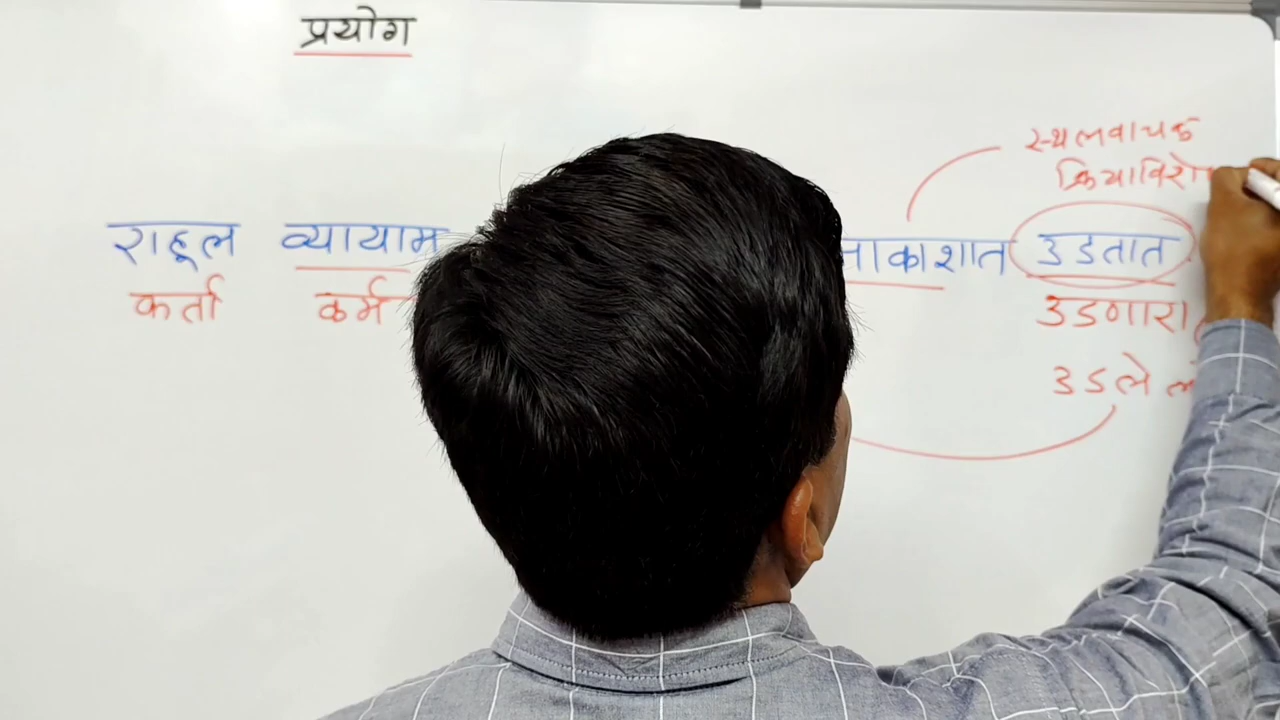 प्रयोग
स्थलवाचक
क्रियाविशे
राहूल व्यायाम ाकाशात उडतात
कर्ता कर्म उडणारा
उडले ल